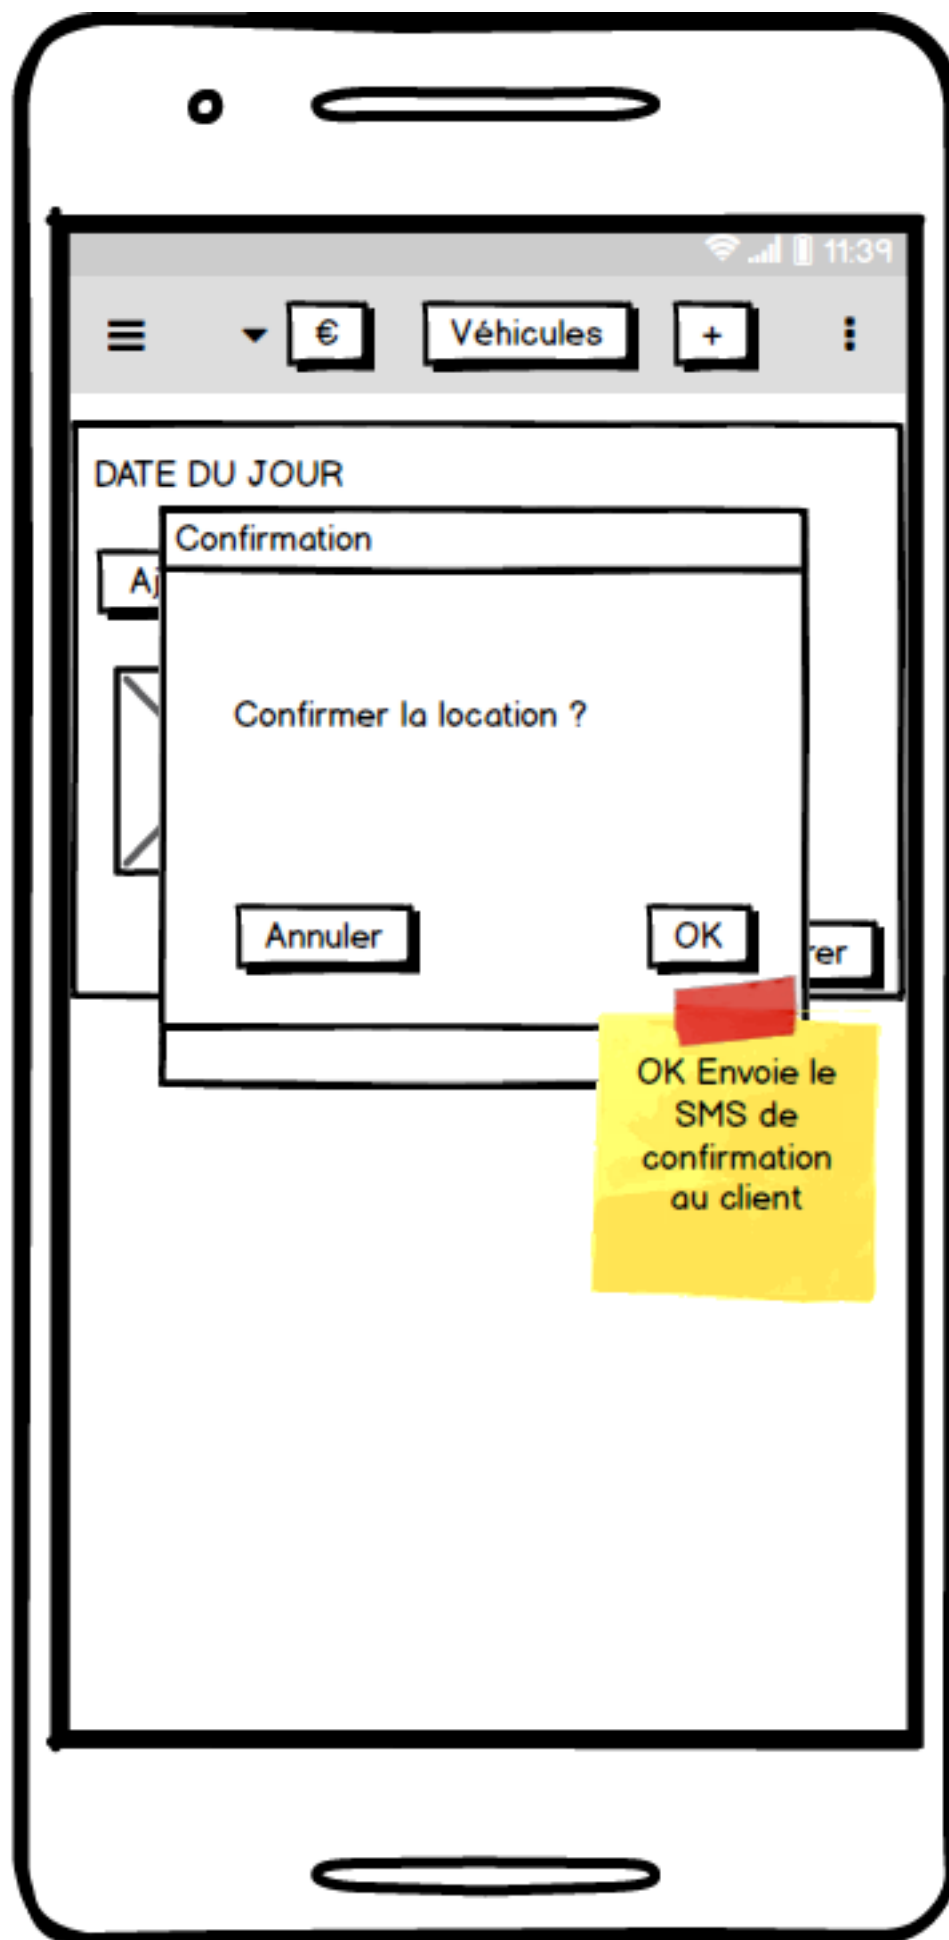 11:39
€ Véhicules +
DATE DU JOUR
Confirmation
Confirmer la location ?
Annuler OK
OK Envoie le
SMS de
confirmation
au client